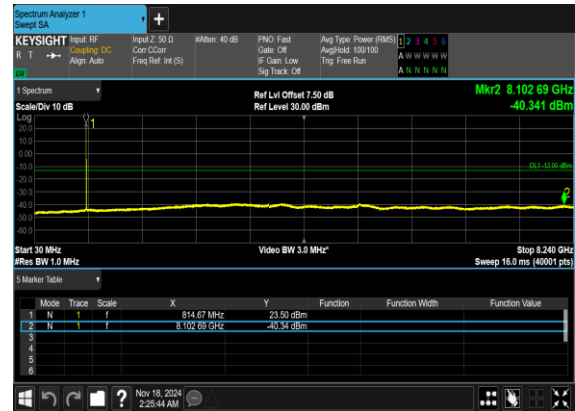 Spectrum Analyzer 1
Swept SA
+
KEYSIGHT Input: RF Input Z: 50 Ω #Atten: 40 dB PNO: Fast Avg Type: Power (RMS) 1 2 3 4 5 6
R T Coupling: DC Corr CCorr Gate: Off Avg|Hold: 100/100 A W W W W W
Align: Auto Freq Ref: Int (S) IF Gain: Low Trig: Free Run
Sig Track: Off A N N N N N
1 Spectrum Ref Lvl Offset 7.50 dB Mkr2 8.102 69 GHz
Scale/Div 10 dB Ref Level 30.00 dBm -40.341 dBm
Log
1
20.0
10.0
0.00
-10.0 DL1 -13.00 dBm
-20.0
-30.0 2
-40.0
-50.0
-60.0
Start 30 MHz Video BW 3.0 MHz* Stop 8.240 GHz
#Res BW 1.0 MHz Sweep 16.0 ms (40001 pts)
5 Marker Table
Mode Trace Scale X Y Function Function Width Function Value
1 N 1 f 814.67 MHz 23.50 dBm
2 N 1 f 8.102 69 GHz -40.34 dBm
3
4
5
6
? Nov 18, 2024
2:25:44 AM